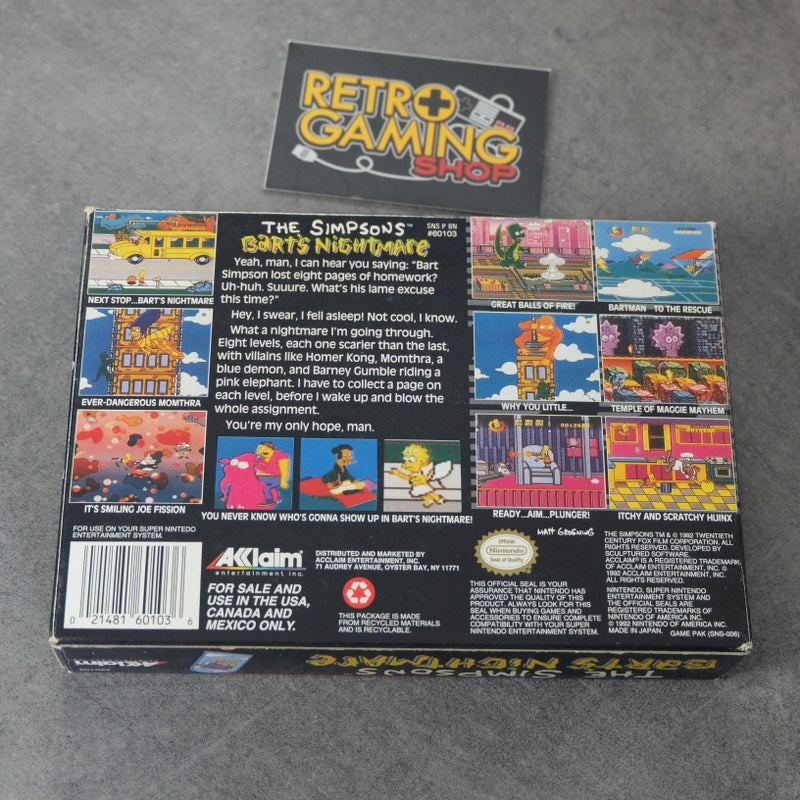 RETRO
GAMING
SHOP
THE SIMPSONS™
BART'S NIGHTMARE
SNS P BN
#60103
Yeah, man, I can hear you saying: "Bart
Simpson lost eight pages of homework?
Uh-huh. Suuure. What's his lame excuse
this time?"
Hey, I swear, I fell asleep! Not cool, I know.
What a nightmare I'm going through.
Eight levels, each one scarier than the last,
with villains like Homer Kong, Momthra, a
blue demon, and Barney Gumble riding a
pink elephant. I have to collect a page on
each level, before I wake up and blow the
whole assignment.
You're my only hope, man.
NEXT STOP...BART'S NIGHTMARE
EVER-DANGEROUS MOMTHRA
IT'S SMILING JOE FISSION
GREAT BALLS OF FIRE!
BARTMAN TO THE RESCUE
WHY YOU LITTLE...
TEMPLE OF MAGGIE MAYHEM
READY...AIM...PLUNGER!
ITCHY AND SCRATCHY HIJINX
YOU NEVER KNOW WHO'S GONNA SHOW UP IN BART'S NIGHTMARE!
FOR USE ON YOUR SUPER NINTEDO
ENTERTAINMENT SYSTEM.
0 21481 60103 6
AKlaim
entertainment, inc.
DISTRIBUTED AND MARKETED BY
ACCLAIM ENTERTAINMENT, INC.
71 AUDREY AVENUE, OYSTER BAY, NY 11771
FOR SALE AND
USE IN THE USA,
CANADA AND
MEXICO ONLY.
THIS PACKAGE IS MADE
FROM RECYCLED MATERIALS
AND IS RECYCLABLE.
Official
Nintendo
Seal of Quality
MATT GROENING
THIS OFFICIAL SEAL IS YOUR
ASSURANCE THAT NINTENDO HAS
APPROVED THE QUALITY OF THIS
PRODUCT. ALWAYS LOOK FOR THIS
SEAL WHEN BUYING GAMES AND
ACCESSORIES TO ENSURE COMPLETE
COMPATIBILITY WITH YOUR SUPER
NINTENDO ENTERTAINMENT SYSTEM.
THE SIMPSONS TM & © 1992 TWENTIETH
CENTURY FOX FILM CORPORATION. ALL
RIGHTS RESERVED. DEVELOPED BY
SCULPTURED SOFTWARE.
ACCLAIM® IS A REGISTERED TRADEMARK
OF ACCLAIM ENTERTAINMENT, INC. ©
1992 ACCLAIM ENTERTAINMENT, INC.
ALL RIGHTS RESERVED.
NINTENDO, SUPER NINTENDO
ENTERTAINMENT SYSTEM AND
THE OFFICIAL SEALS ARE
REGISTERED TRADEMARKS OF
NINTENDO OF AMERICA INC.
© 1992 NINTENDO OF AMERICA INC.
MADE IN JAPAN. GAME PAK (SNS-006)
AKlaim
THE SIMPSONS
BART'S NIGHTMARE